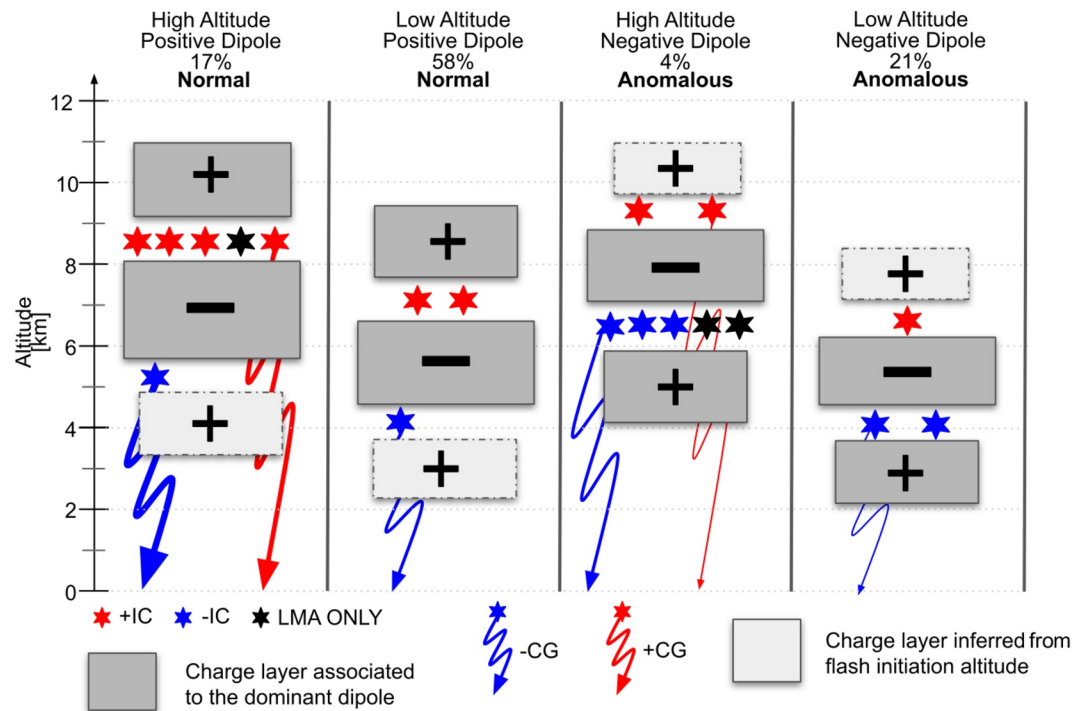 High Altitude
Positive Dipole
17%
Normal
Low Altitude
Positive Dipole
58%
Normal
High Altitude
Negative Dipole
4%
Anomalous
Low Altitude
Negative Dipole
21%
Anomalous
12
10
8
6
4
2
0
Altitude
[km]
+
−
+
+
−
+
+
−
+
+
−
+
+IC
-IC
LMA ONLY
-CG
+CG
Charge layer associated
to the dominant dipole
Charge layer inferred from
flash initiation altitude